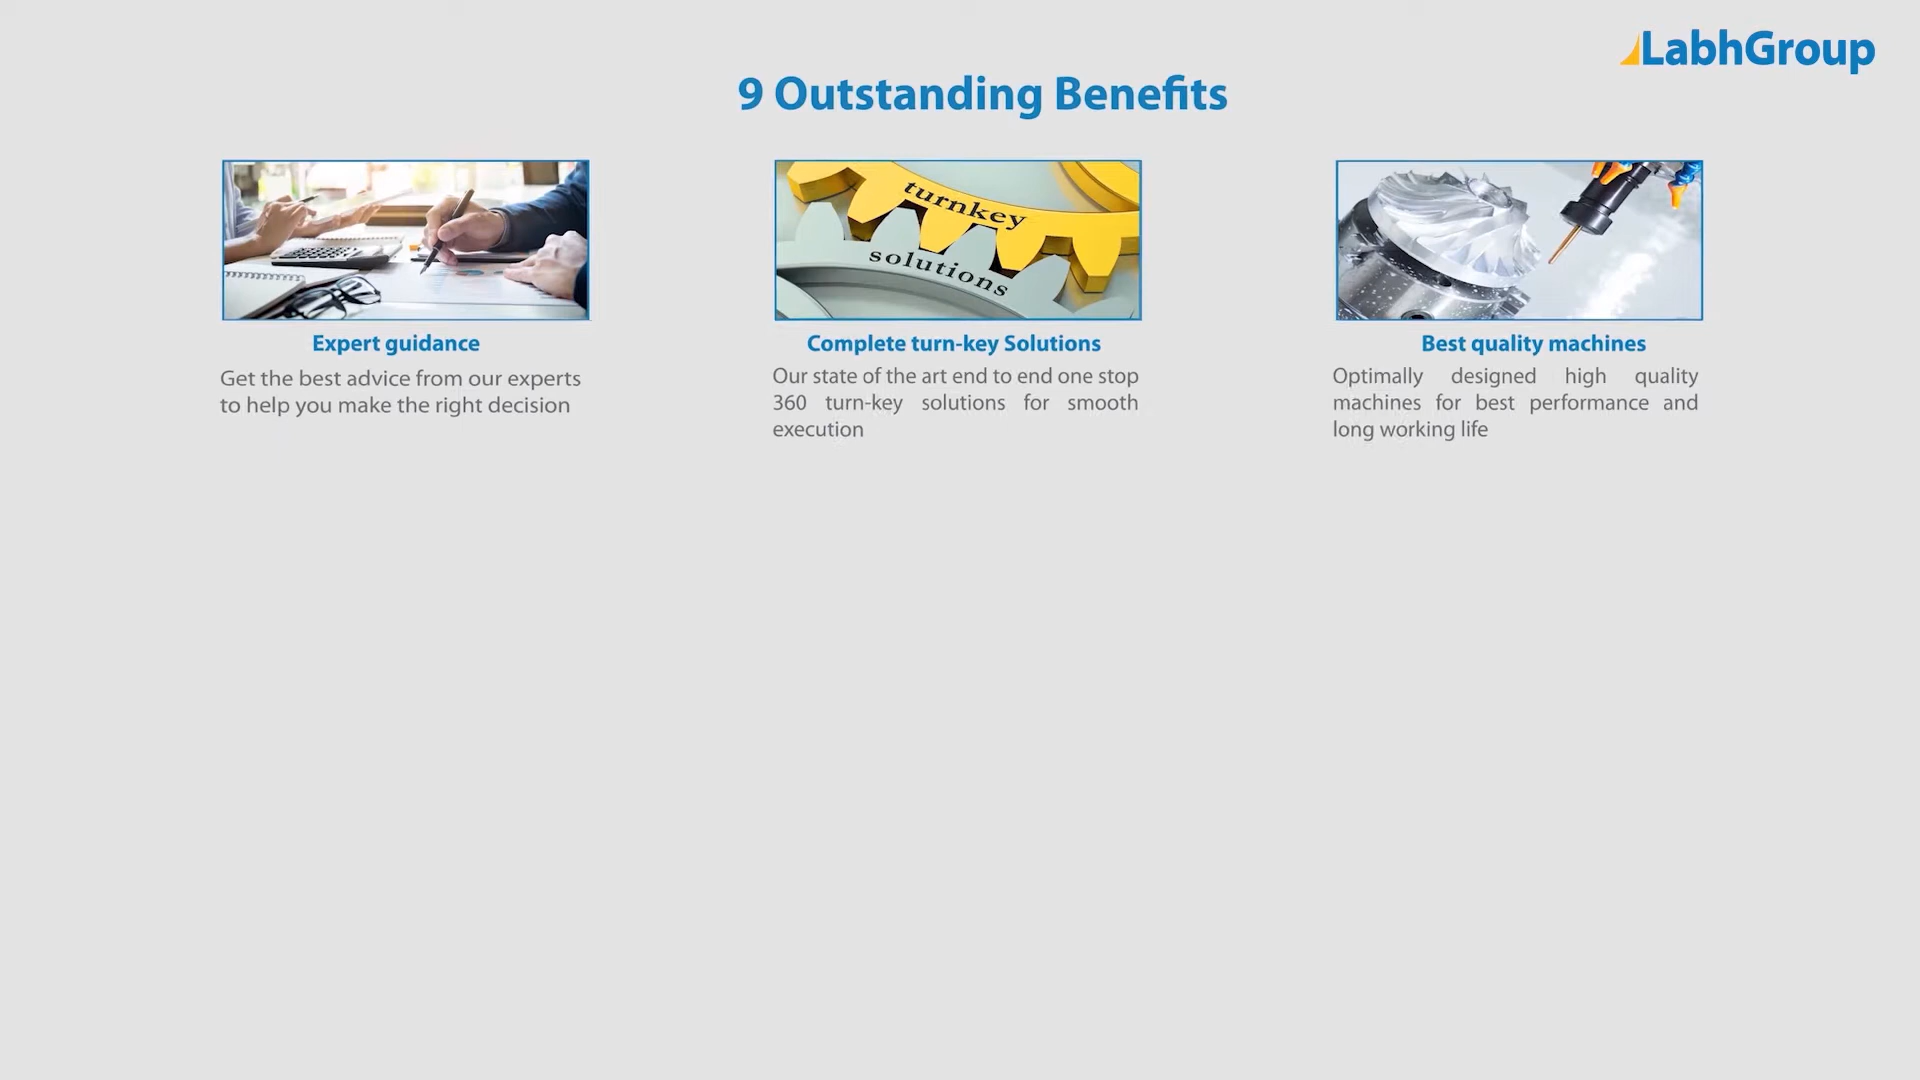 LabhGroup
9 Outstanding Benefits
turnkey
solutions
Expert guidance
Get the best advice from our experts
to help you make the right decision
Complete turn-key Solutions
Our state of the art end to end one stop
360 turn-key solutions for smooth
execution
Best quality machines
Optimally designed high quality
machines for best performance and
long working life